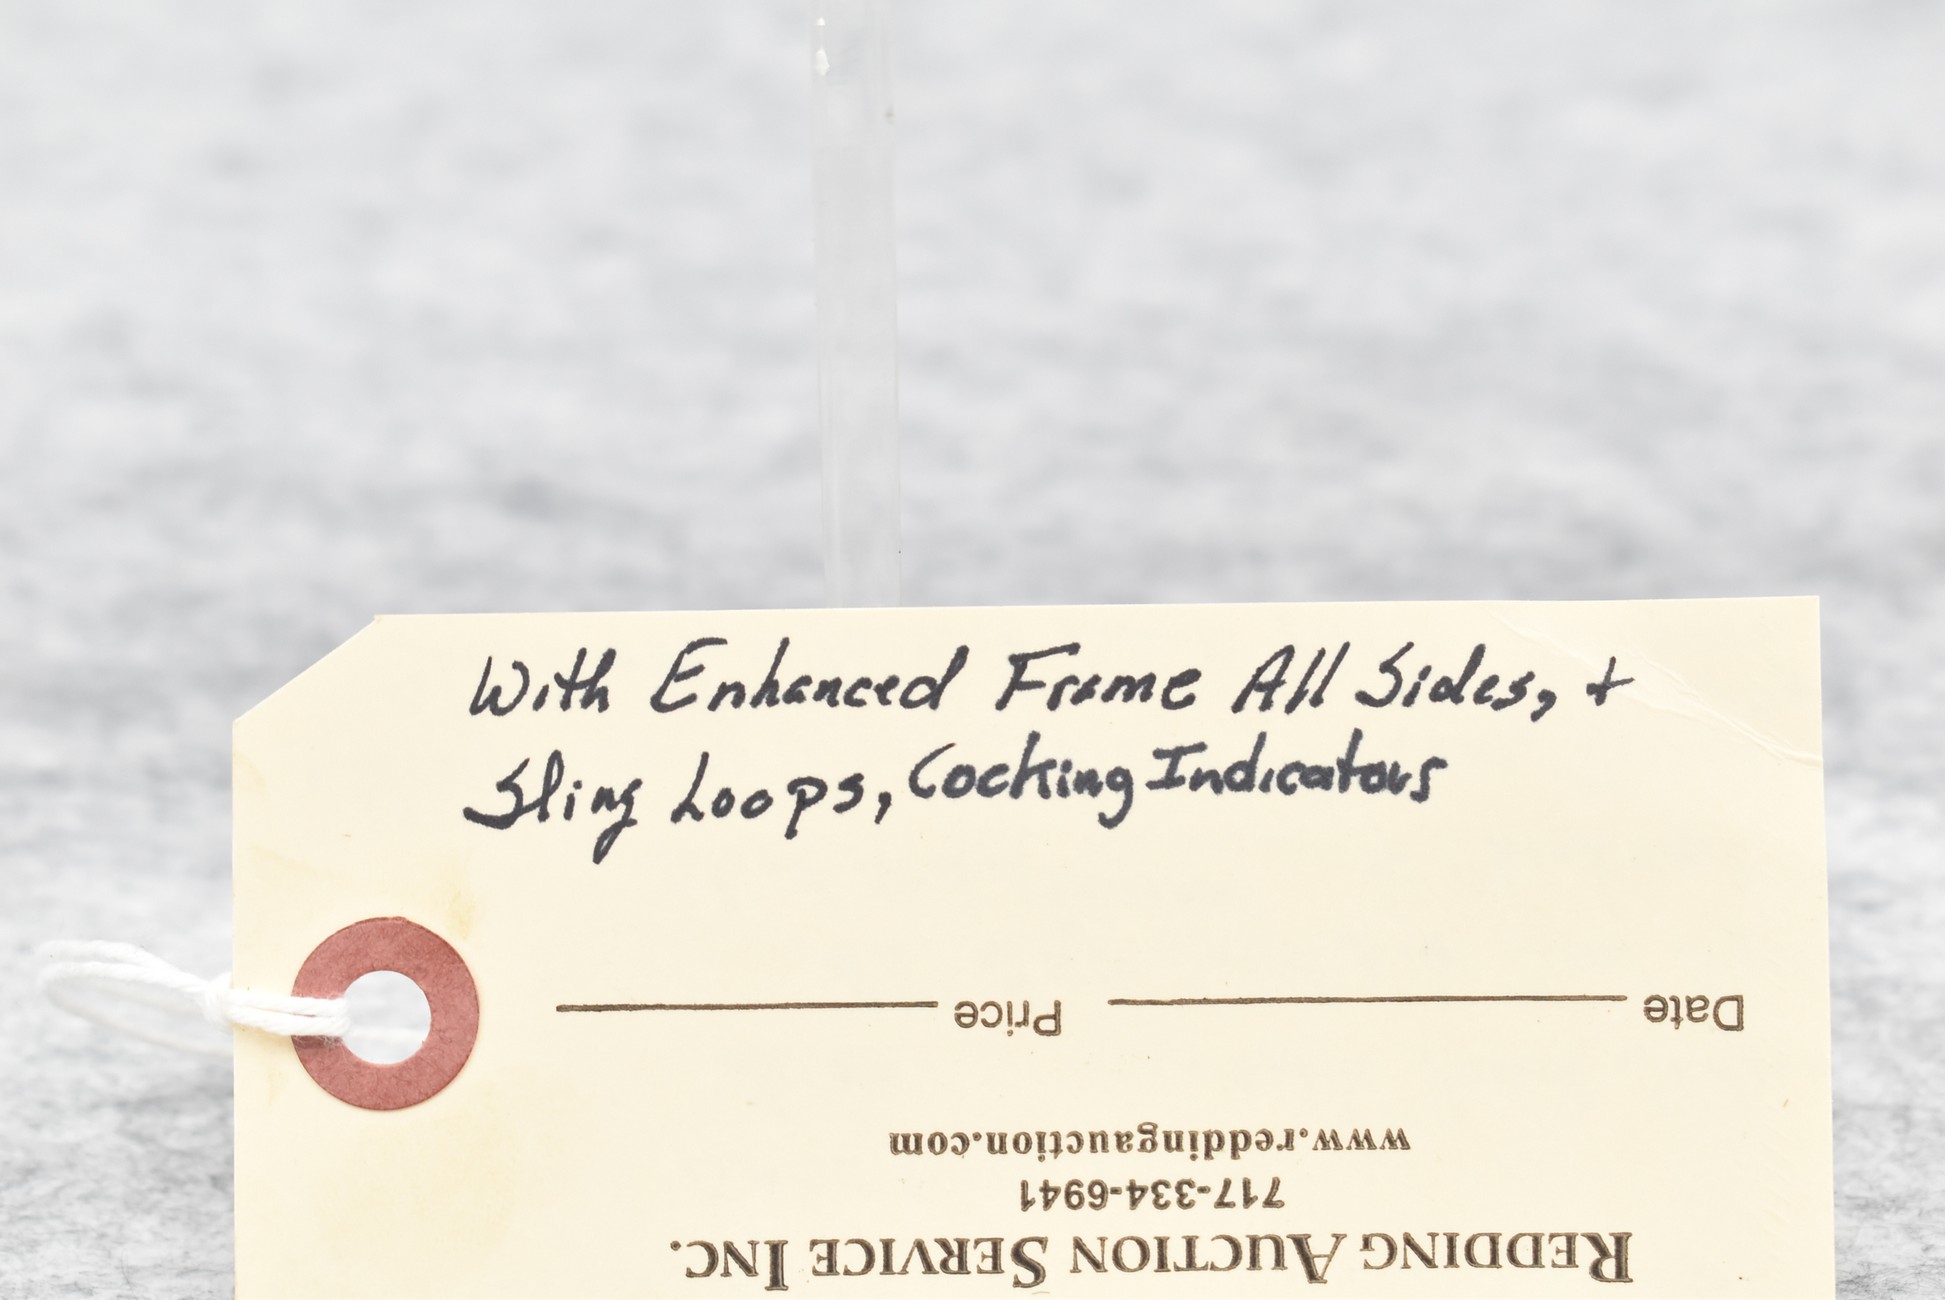 With Enhanced Frame All Sides, +
Sling Loops, Cocking Indicators
REDDING AUCTION SERVICE INC.
717-334-6941
www.reddingauction.com
Date Price